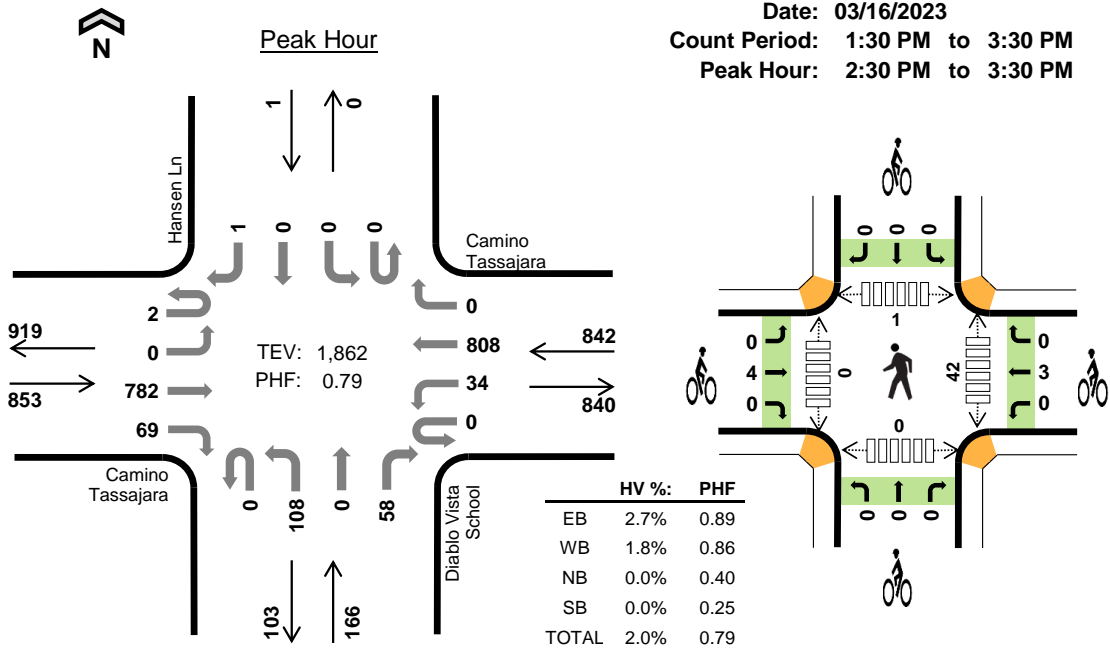 N
Peak Hour
Date: 03/16/2023
Count Period: 1:30 PM to 3:30 PM
Peak Hour: 2:30 PM to 3:30 PM
1
0
Hansen Ln
1
0
0
0
Camino
Tassajara
2
0
782
69
919
853
TEV: 1,862
PHF: 0.79
0
808
34
0
842
840
Camino
Tassajara
0
108
0
58
Diablo Vista
School
103
166
0
0
0
1
0
4
0
0
42
0
3
0
0
0
0
0
HV %: PHF
EB 2.7% 0.89
WB 1.8% 0.86
NB 0.0% 0.40
SB 0.0% 0.25
TOTAL 2.0% 0.79